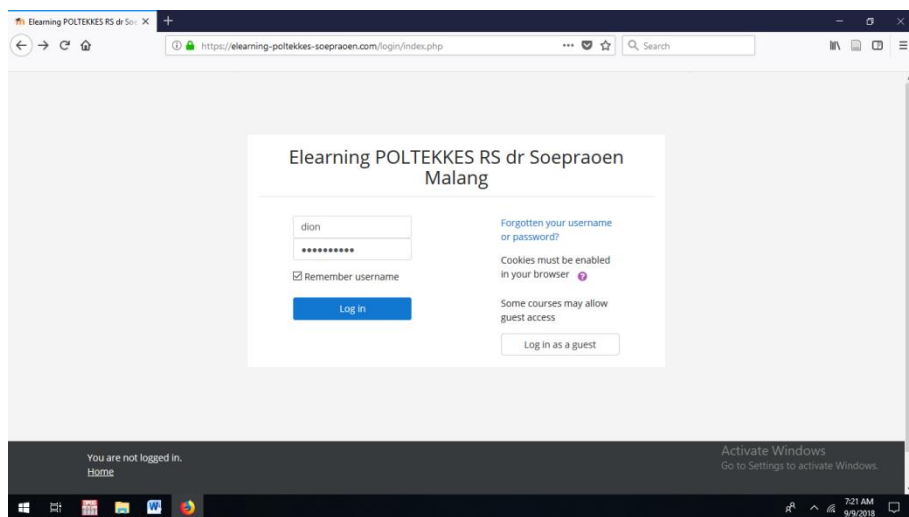 Elearning POLTEKKES RS dr Soe
https://elearning-poltekkes-soepraoen.com/login/index.php
Search
Elearning POLTEKKES RS dr Soepraoen
Malang
dion
Forgotten your username
or password?
Cookies must be enabled
in your browser
Remember username
Log in
Some courses may allow
guest access
Log in as a guest
You are not logged in.
Home
Activate Windows
Go to Settings to activate Windows.
7:21 AM
9/9/2018